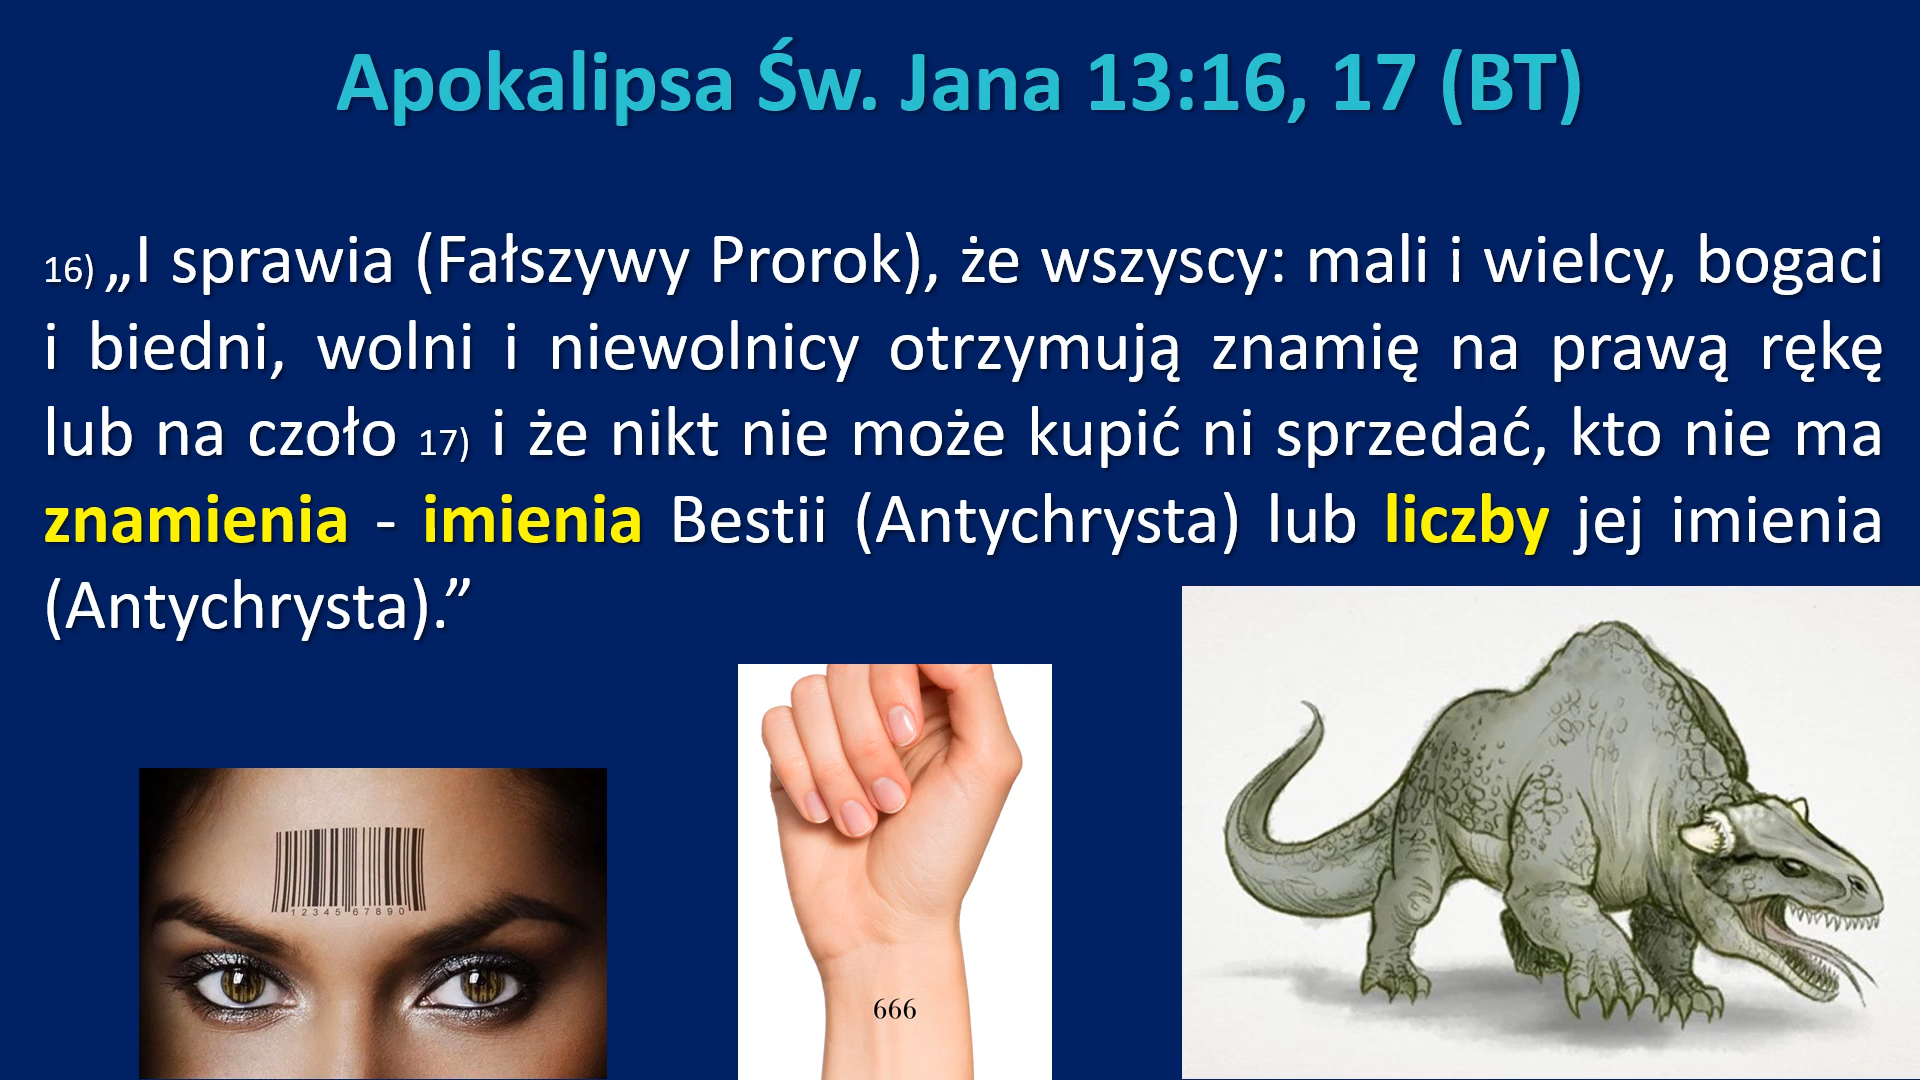 Apokalipsa Św. Jana 13:16, 17 (BT)
16) „I sprawia (Fałszywy Prorok), że wszyscy: mali i wielcy, bogaci
i biedni, wolni i niewolnicy otrzymują znamię na prawą rękę
lub na czoło 17) i że nikt nie może kupić ni sprzedać, kto nie ma
znamienia - imienia Bestii (Antychrysta) lub liczby jej imienia
(Antychrysta).”
1234567890
666